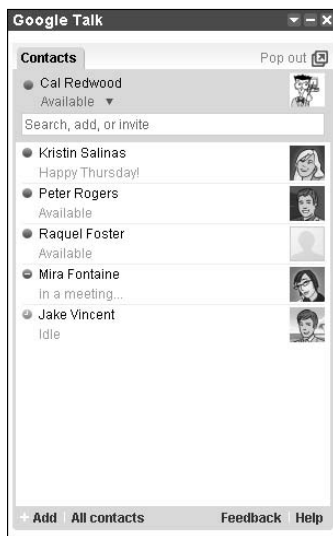 Google Talk
Contacts Pop out
Cal Redwood
Available
Search, add, or invite
Kristin Salinas
Happy Thursday!
Peter Rogers
Available
Raquel Foster
Available
Mira Fontaine
in a meeting...
Jake Vincent
Idle
+ Add All contacts Feedback Help